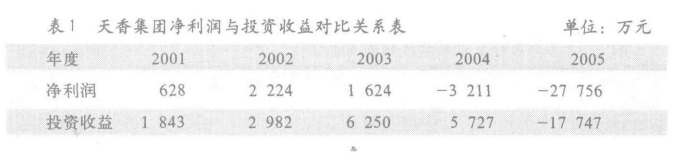 表1 天香集团净利润与投资收益对比关系表 单位：万元
年度 2001 2002 2003 2004 2005
净利润 628 2 224 1 624 -3 211 -27 756
投资收益 1 843 2 982 6 250 5 727 -17 747